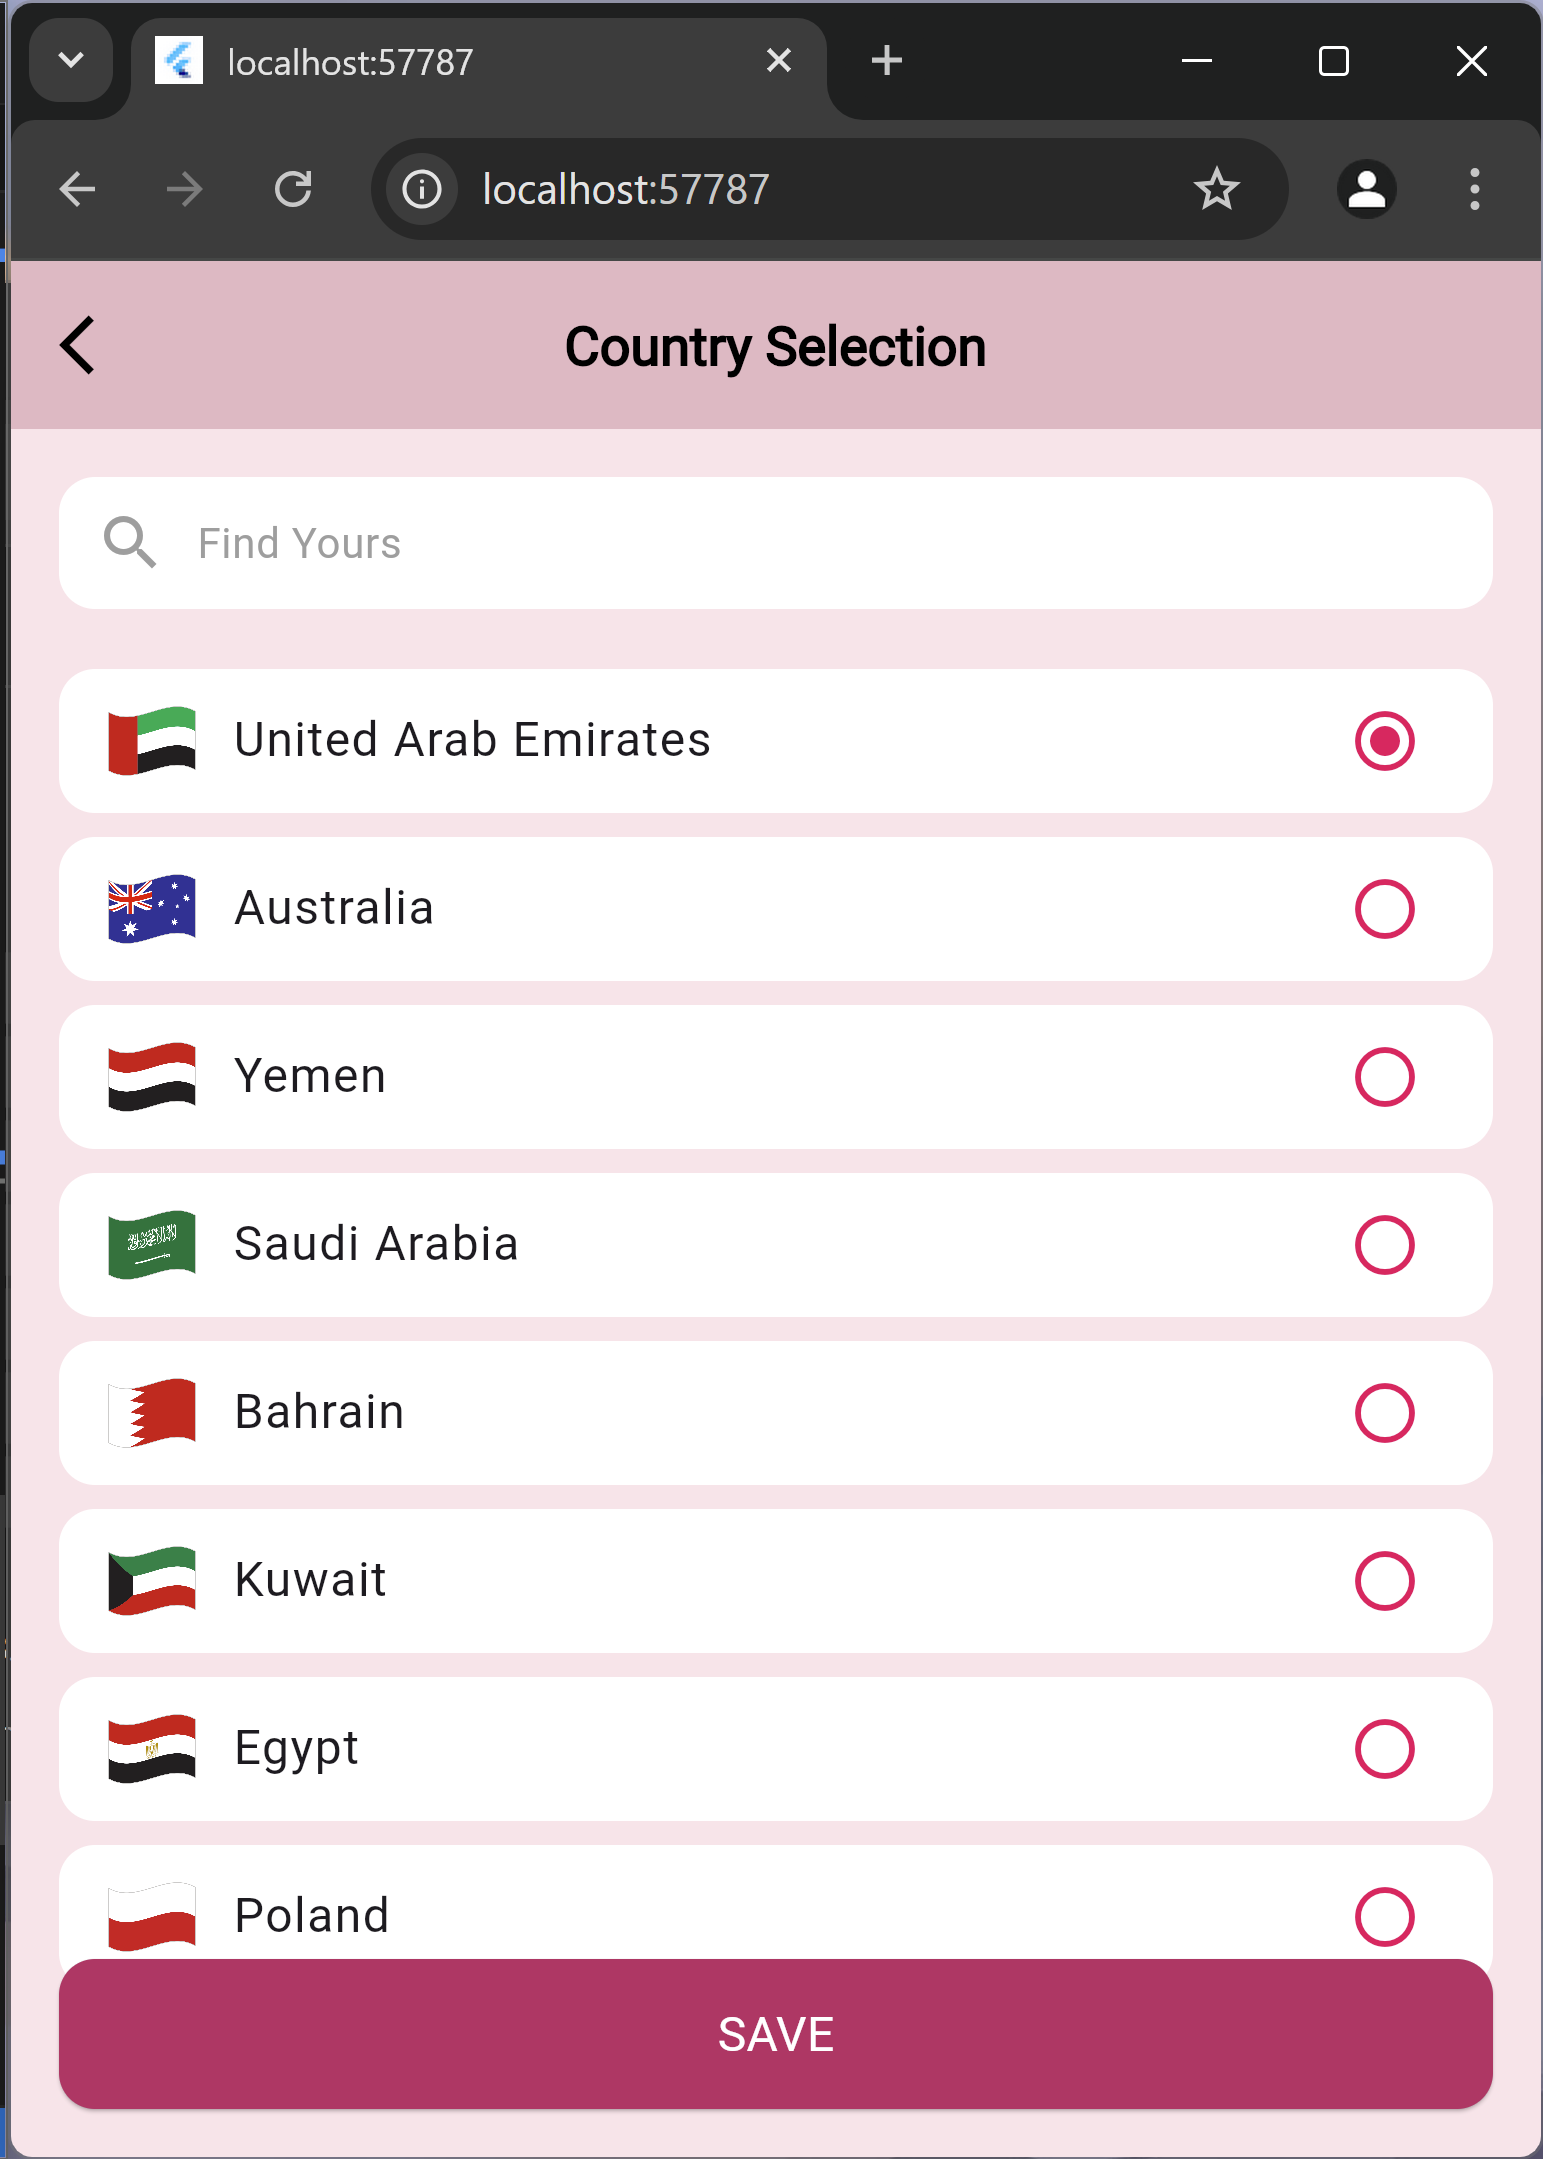 localhost:57787
localhost:57787
Country Selection
Find Yours
United Arab Emirates
Australia
Yemen
Saudi Arabia
Bahrain
Kuwait
Egypt
Poland
SAVE